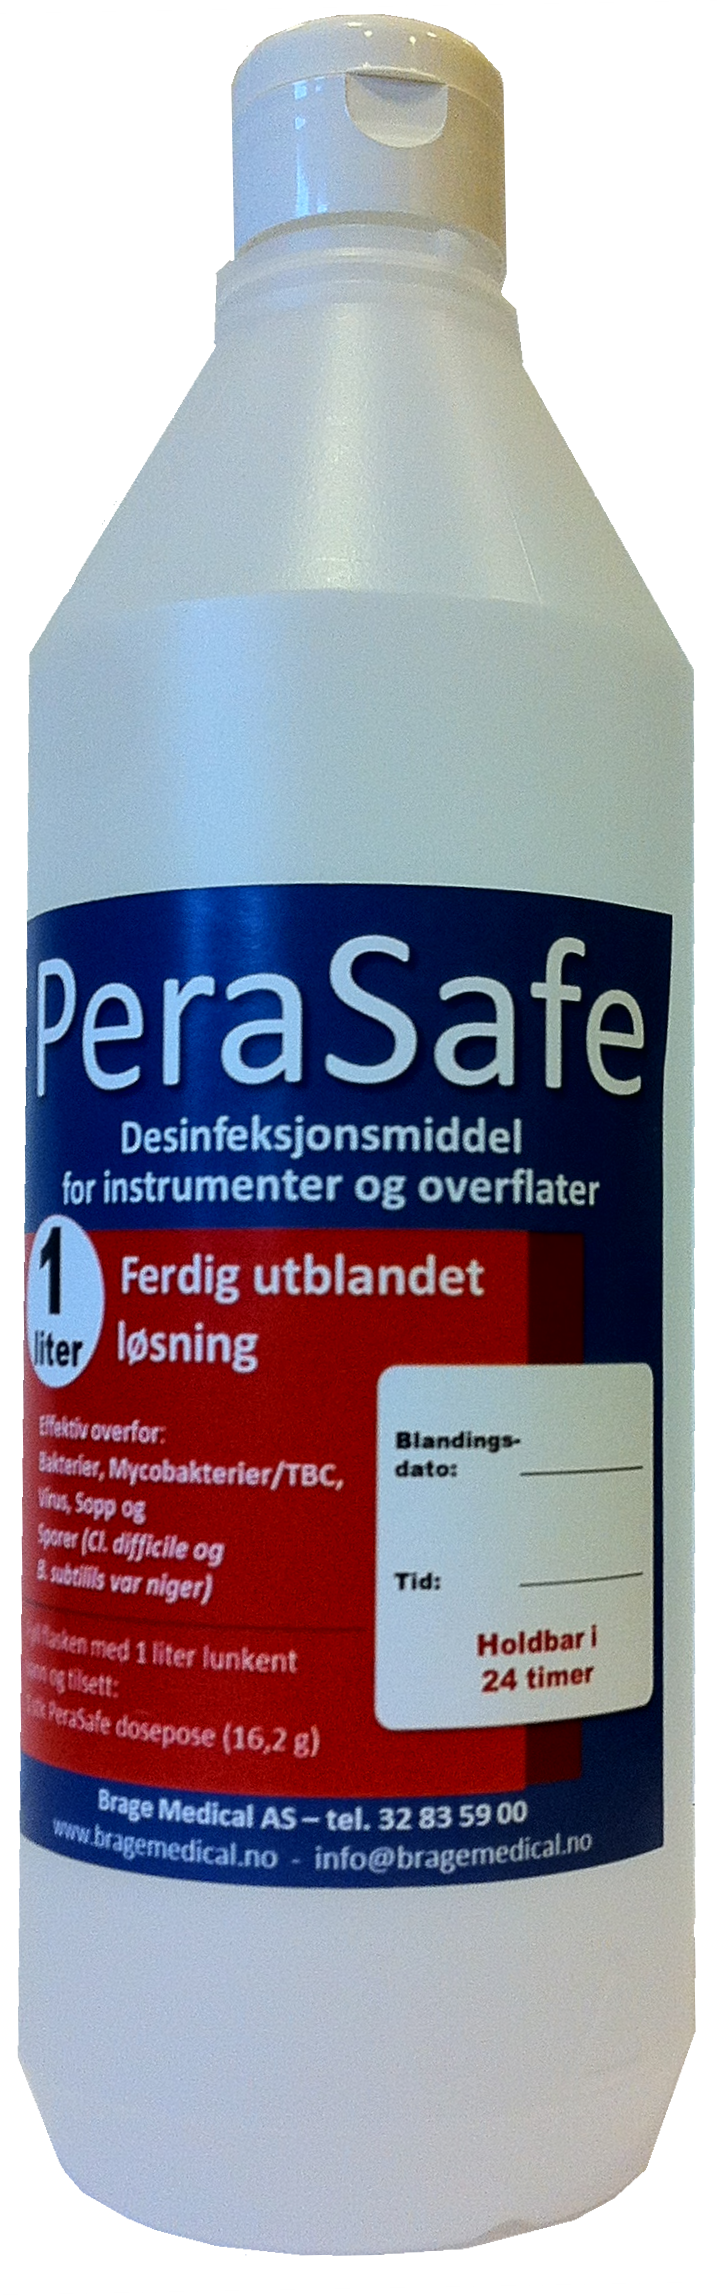 PeraSafe
Desinfeksjonsmiddel
for instrumenter og overflater
1
liter
Ferdig utblandet
løsning
Effektiv overfor:
Bakterier, Mycobakterier/TBC,
Virus, Sopp og
Sporer (Cl. difficile og
B. subtillis var niger)
flasken med 1 liter lunkent
og tilsett:
PeraSafe dosepose (16,2 g)
Blandings-
dato:
Tid:
Holdbar i
24 timer
Brage Medical AS – tel. 32 83 59 00
www.bragemedical.no - info@bragemedical.no